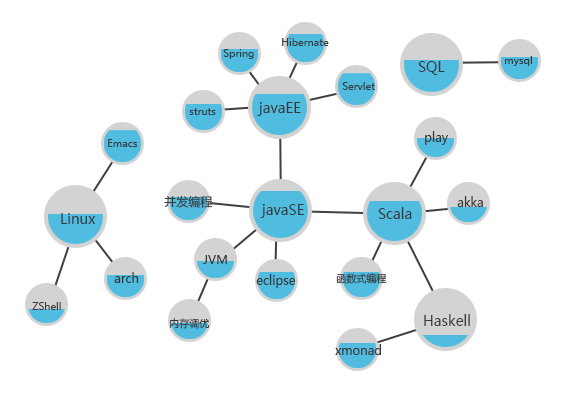 Spring
Hibernate
SQL
mysql
struts
javaEE
Servlet
Emacs
play
并发编程
javaSE
Scala
akka
Linux
JVM
eclipse
函数式编程
arch
ZShell
内存调优
Haskell
xmonad